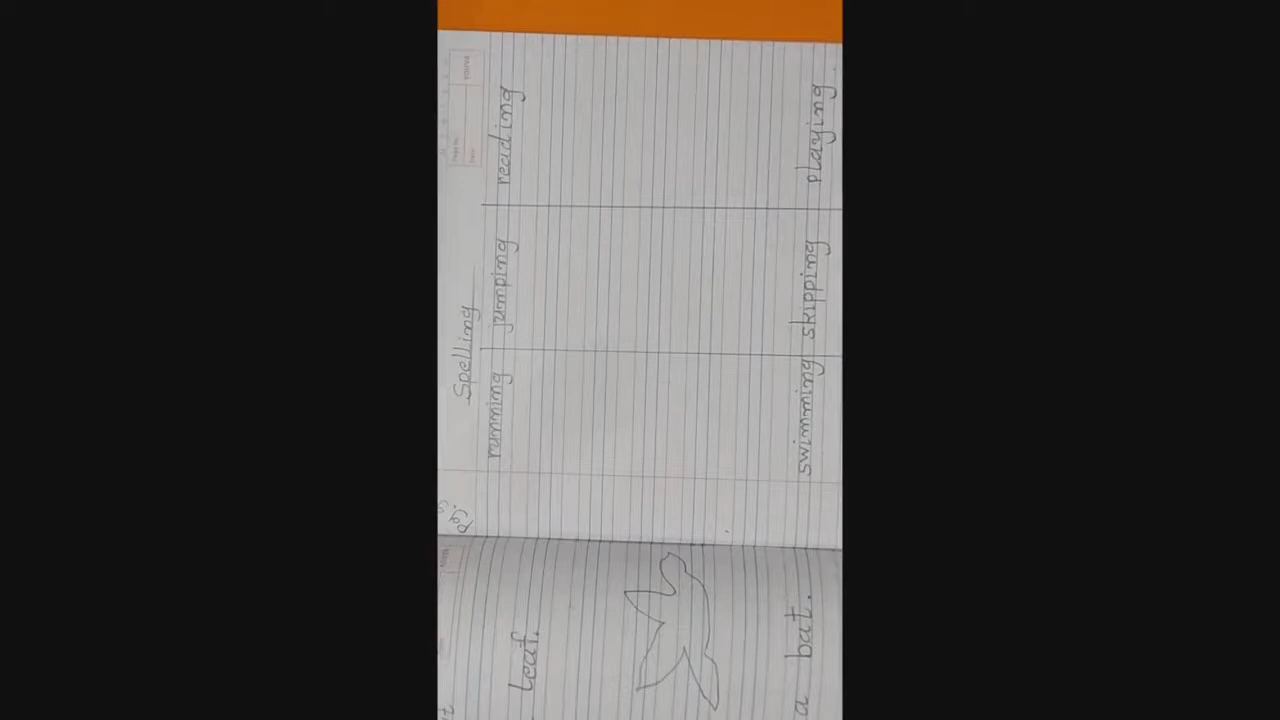 Spelling
running jumping reading
swimming skipping playing.
leaf.
a bat.